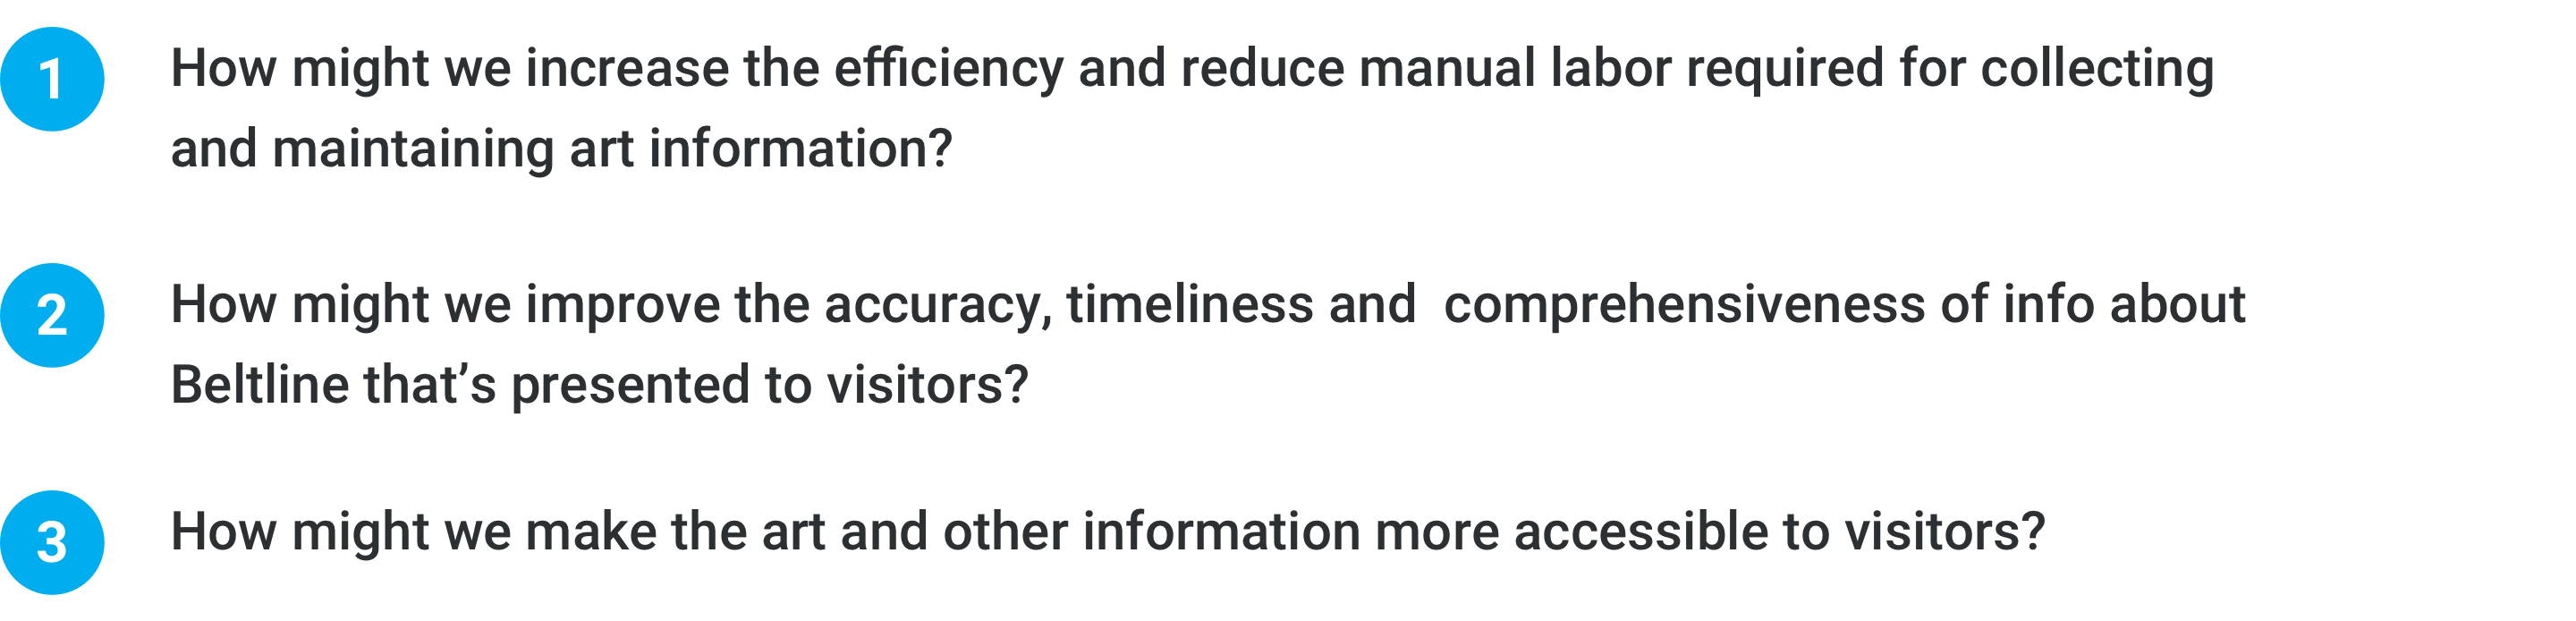 1 How might we increase the efficiency and reduce manual labor required for collecting
and maintaining art information?
2 How might we improve the accuracy, timeliness and  comprehensiveness of info about
Beltline that’s presented to visitors?
3 How might we make the art and other information more accessible to visitors?